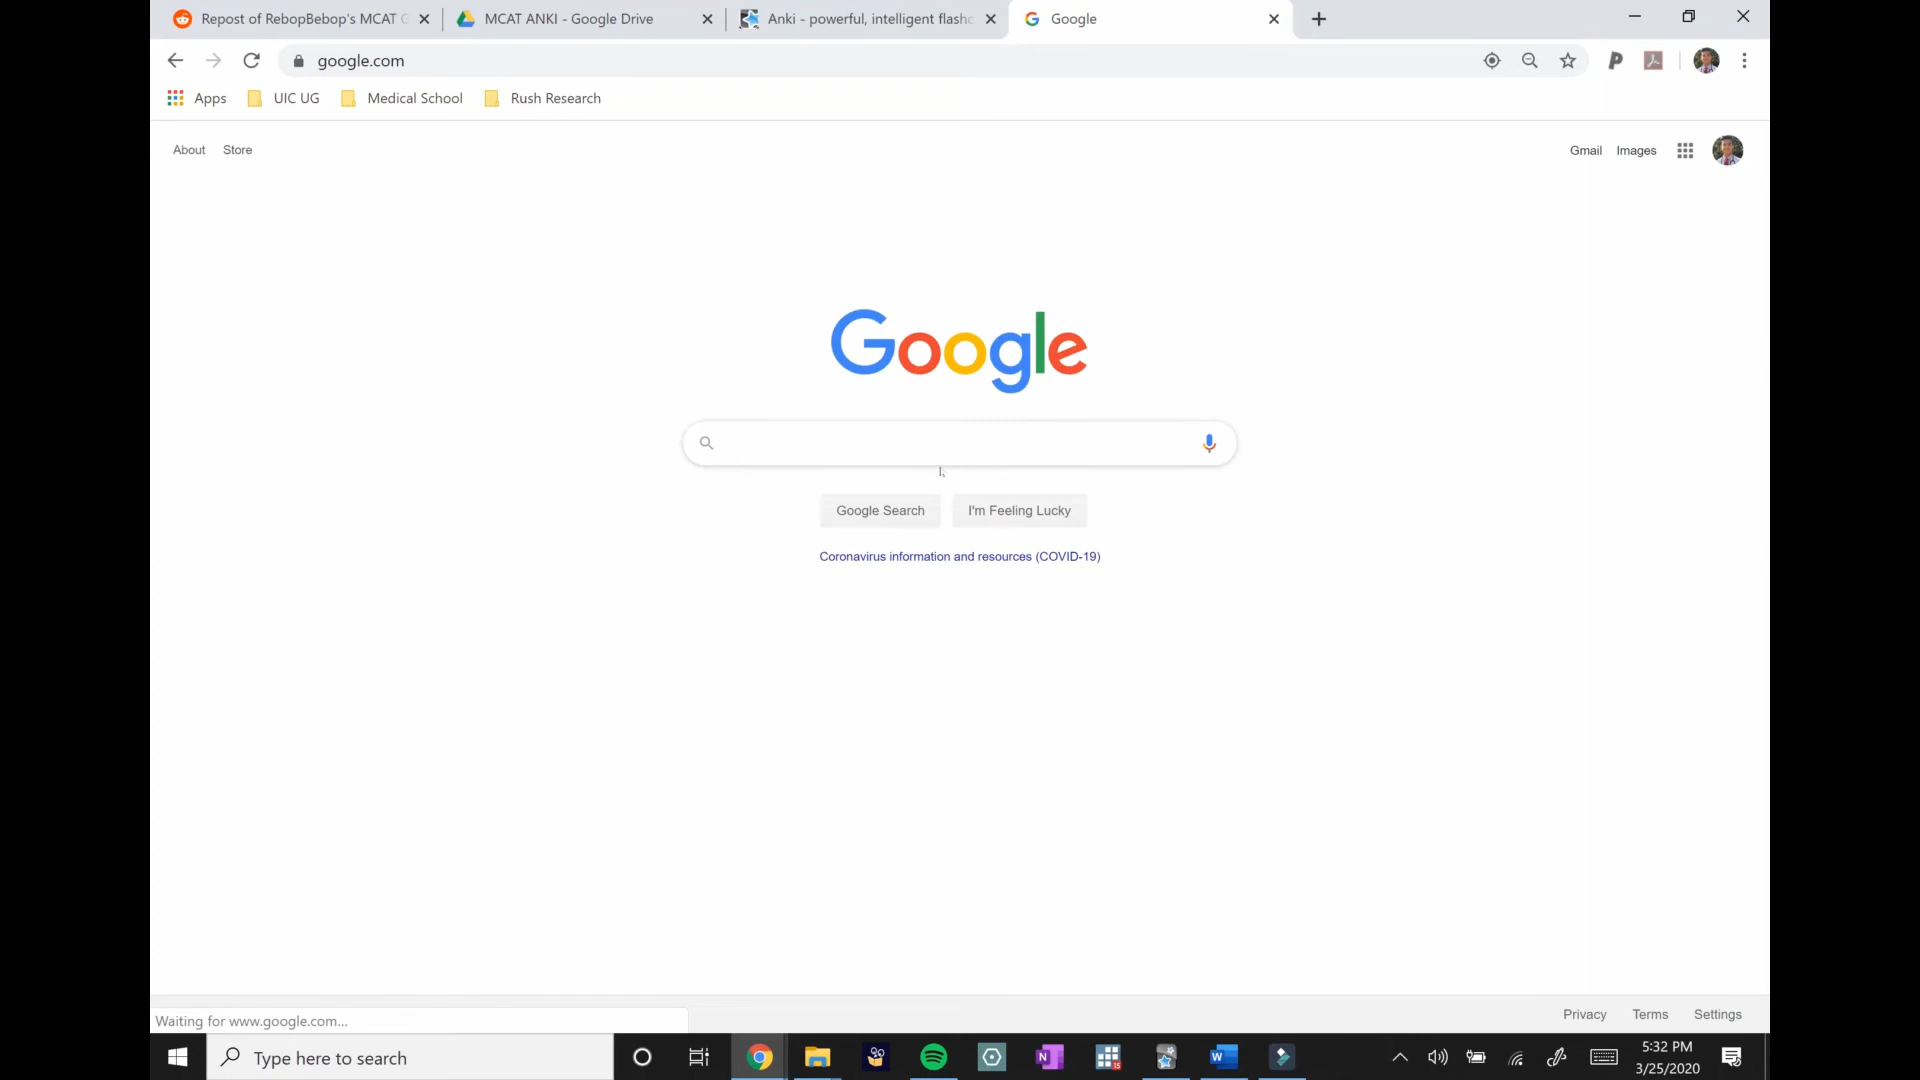 Repost of RebopBebop's MCAT G
MCAT ANKI - Google Drive
Anki - powerful, intelligent flashc
Google
google.com
Apps
UIC UG
Medical School
Rush Research
About
Store
Gmail
Images
Google
Google Search
I'm Feeling Lucky
Coronavirus information and resources (COVID-19)
Waiting for www.google.com...
Privacy
Terms
Settings
Type here to search
5:32 PM
3/25/2020